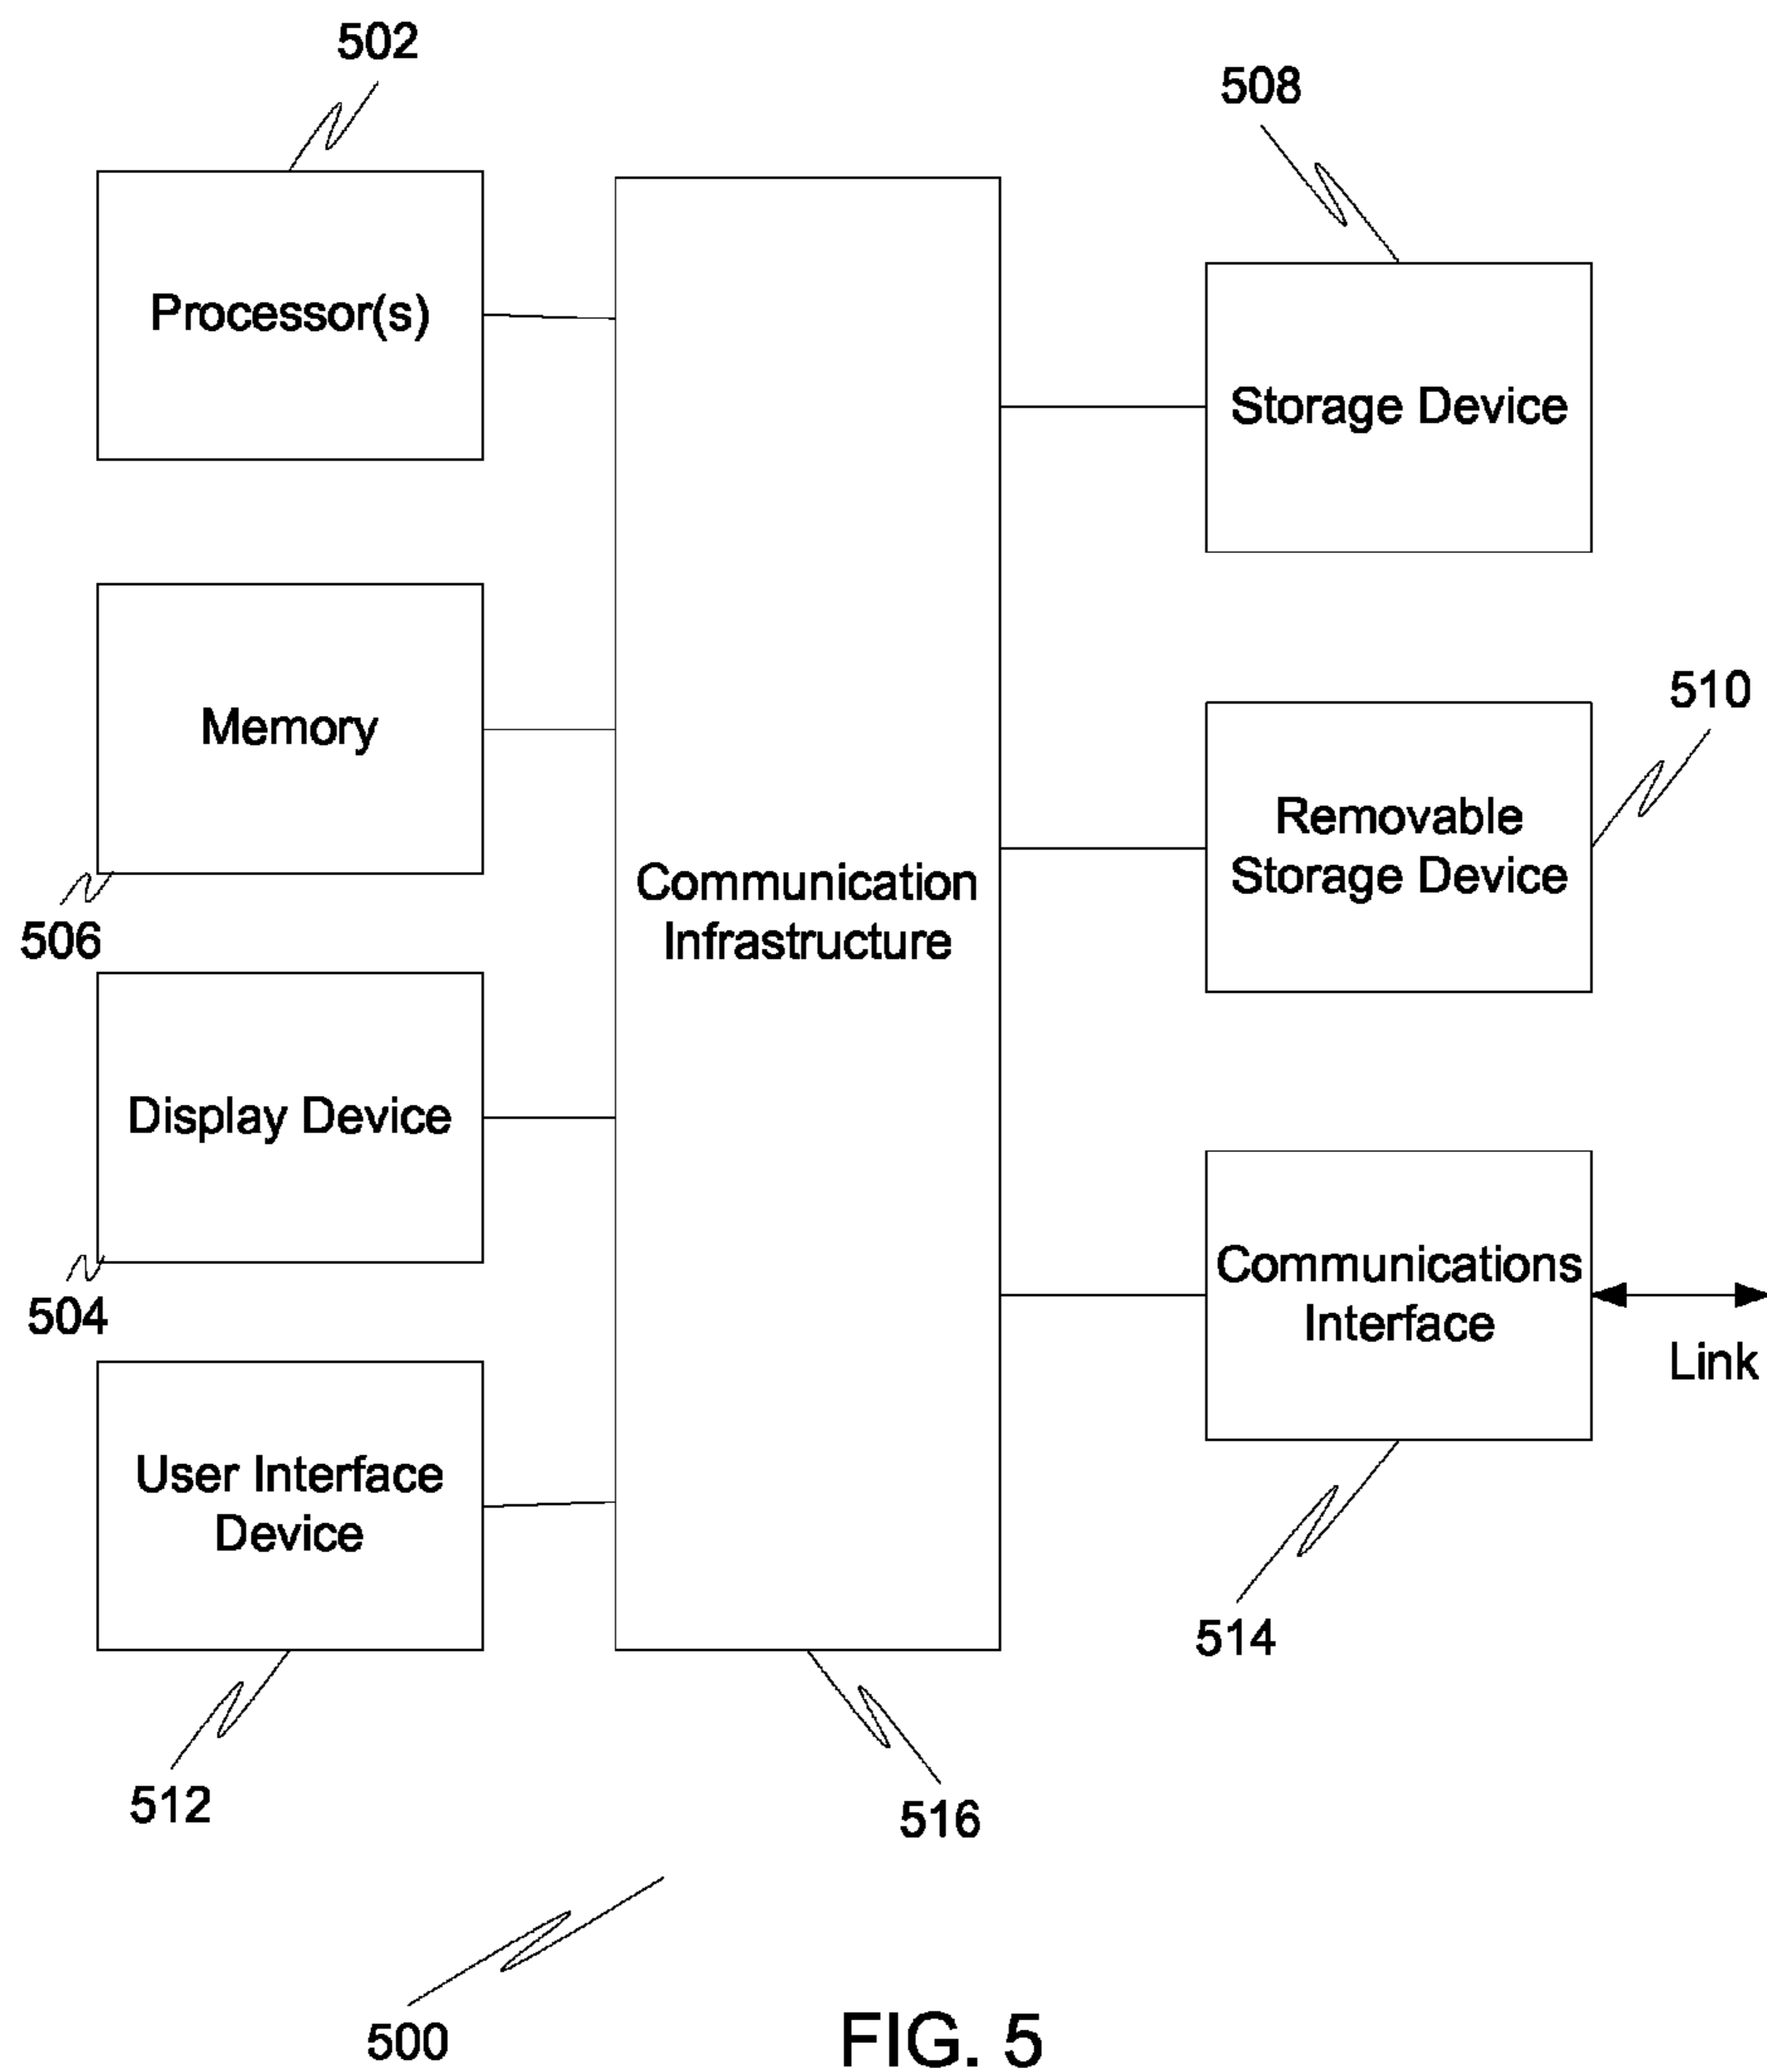 502
508
Processor(s)
Storage Device
510
Memory
Removable
Storage Device
Communication
Infrastructure
506
Display Device
Communications
Interface
504
Link
User Interface
Device
514
512
516
500
FIG. 5